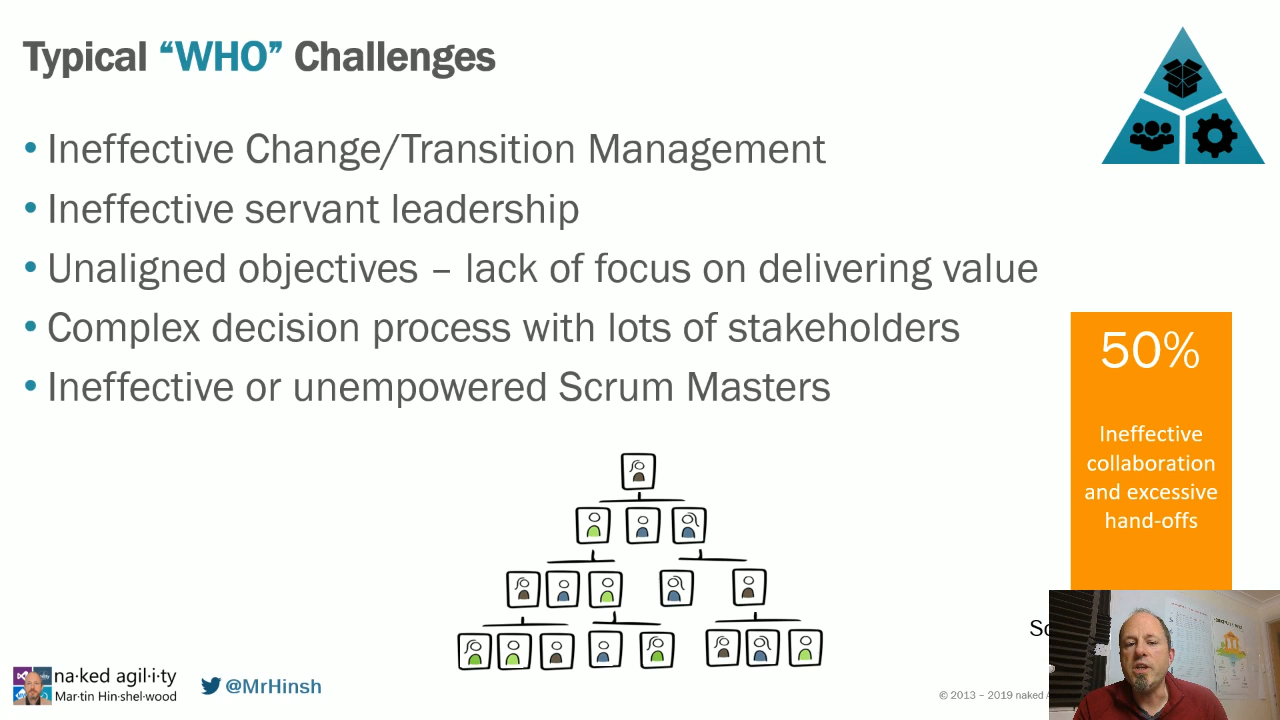 Typical “WHO” Challenges
• Ineffective Change/Transition Management
• Ineffective servant leadership
• Unaligned objectives – lack of focus on delivering value
• Complex decision process with lots of stakeholders
• Ineffective or unempowered Scrum Masters
50%
Ineffective
collaboration
and excessive
hand-offs
na·ked agil·i·ty
Mar·tin Hin·shel·wood
@MrHinsh
© 2013 – 2019 naked